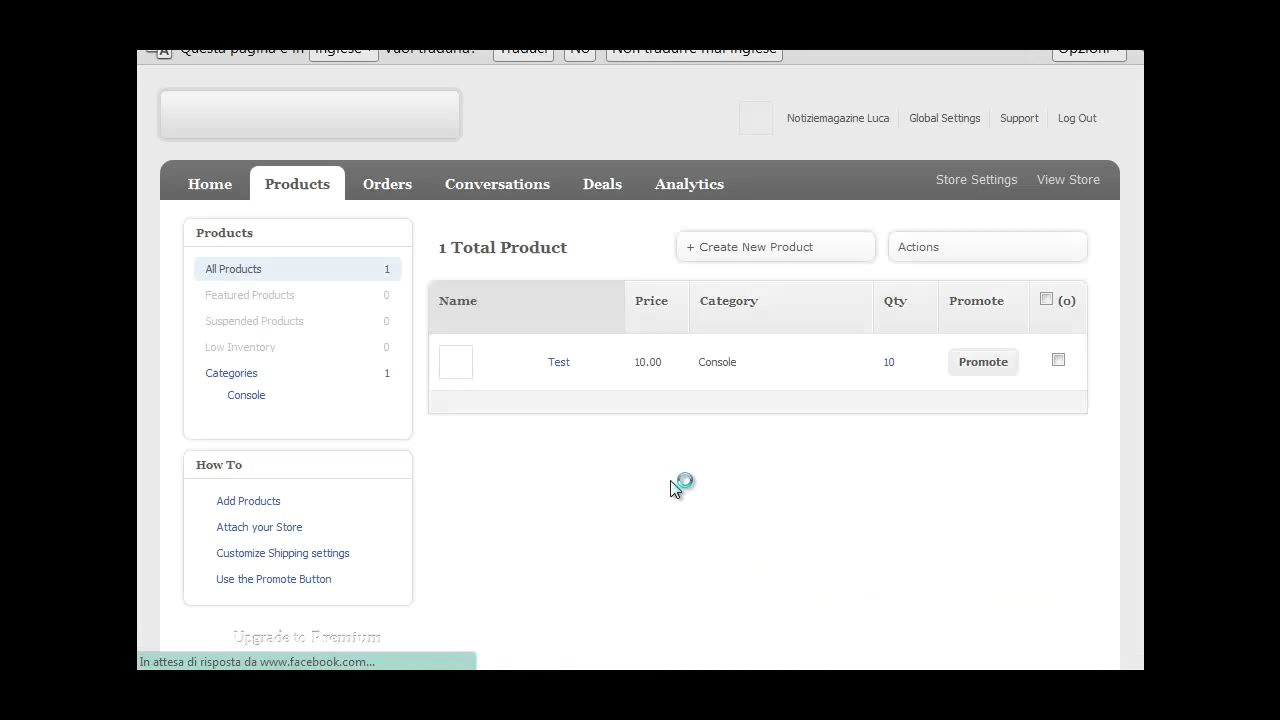 Questa pagina è in Inglese Vuoi tradurla? Traduci No Non tradurre mai Inglese Opzioni
Notiziemagazine Luca Global Settings Support Log Out
Home Products Orders Conversations Deals Analytics Store Settings View Store
Products
All Products 1
Featured Products 0
Suspended Products 0
Low Inventory 0
Categories 1
Console
How To
Add Products
Attach your Store
Customize Shipping settings
Use the Promote Button
Upgrade to Premium
1 Total Product + Create New Product Actions
Name Price Category Qty Promote (0)
Test 10.00 Console 10 Promote
In attesa di risposta da www.facebook.com...